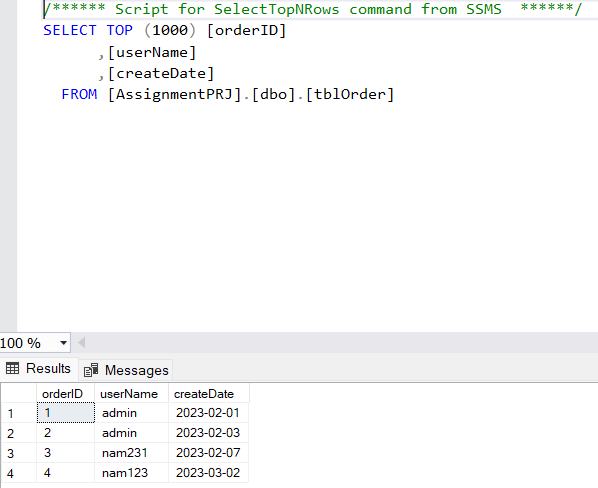 /****** Script for SelectTopNRows command from SSMS  ******/
SELECT TOP (1000) [orderID]
      ,[userName]
      ,[createDate]
  FROM [AssignmentPRJ].[dbo].[tblOrder]
100 %
Results Messages
orderID userName createDate
1 1 admin 2023-02-01
2 2 admin 2023-02-03
3 3 nam231 2023-02-07
4 4 nam123 2023-03-02